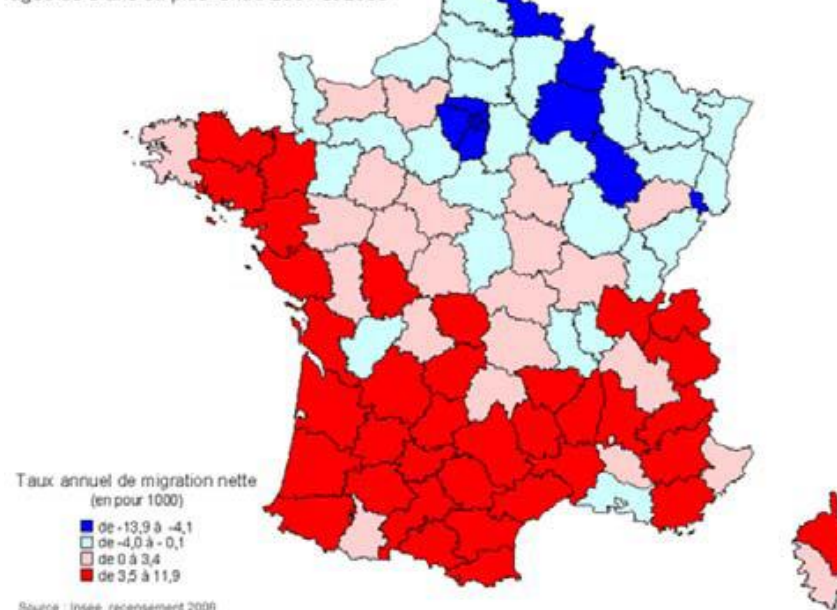 Taux annuel de migration nette
(en pour 1000)
de -13,9 à -4,1
de -4,0 à - 0,1
de 0 à 3,4
de 3,5 à 11,9
Source : Insee, recensement 2006